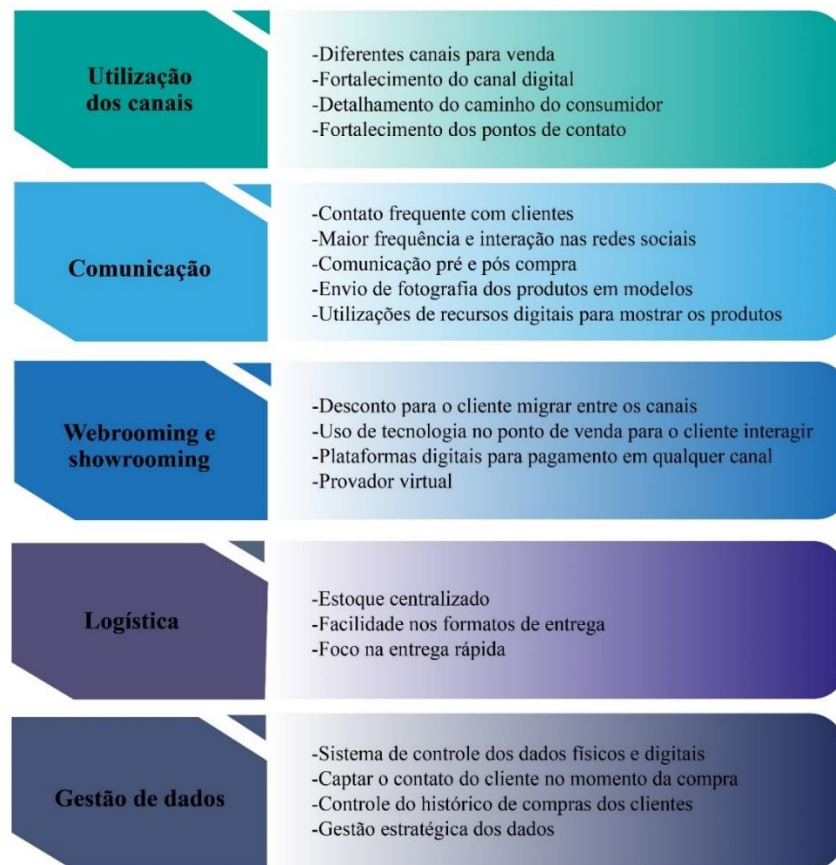 Utilização
dos canais
-Diferentes canais para venda
-Fortalecimento do canal digital
-Detalhamento do caminho do consumidor
-Fortalecimento dos pontos de contato
Comunicação
-Contato frequente com clientes
-Maior frequência e interação nas redes sociais
-Comunicação pré e pós compra
-Envio de fotografia dos produtos em modelos
-Utilizações de recursos digitais para mostrar os produtos
Webrooming e
showrooming
-Desconto para o cliente migrar entre os canais
-Uso de tecnologia no ponto de venda para o cliente interagir
-Plataformas digitais para pagamento em qualquer canal
-Provador virtual
Logística
-Estoque centralizado
-Facilidade nos formatos de entrega
-Foco na entrega rápida
Gestão de dados
-Sistema de controle dos dados físicos e digitais
-Captar o contato do cliente no momento da compra
-Controle do histórico de compras dos clientes
-Gestão estratégica dos dados